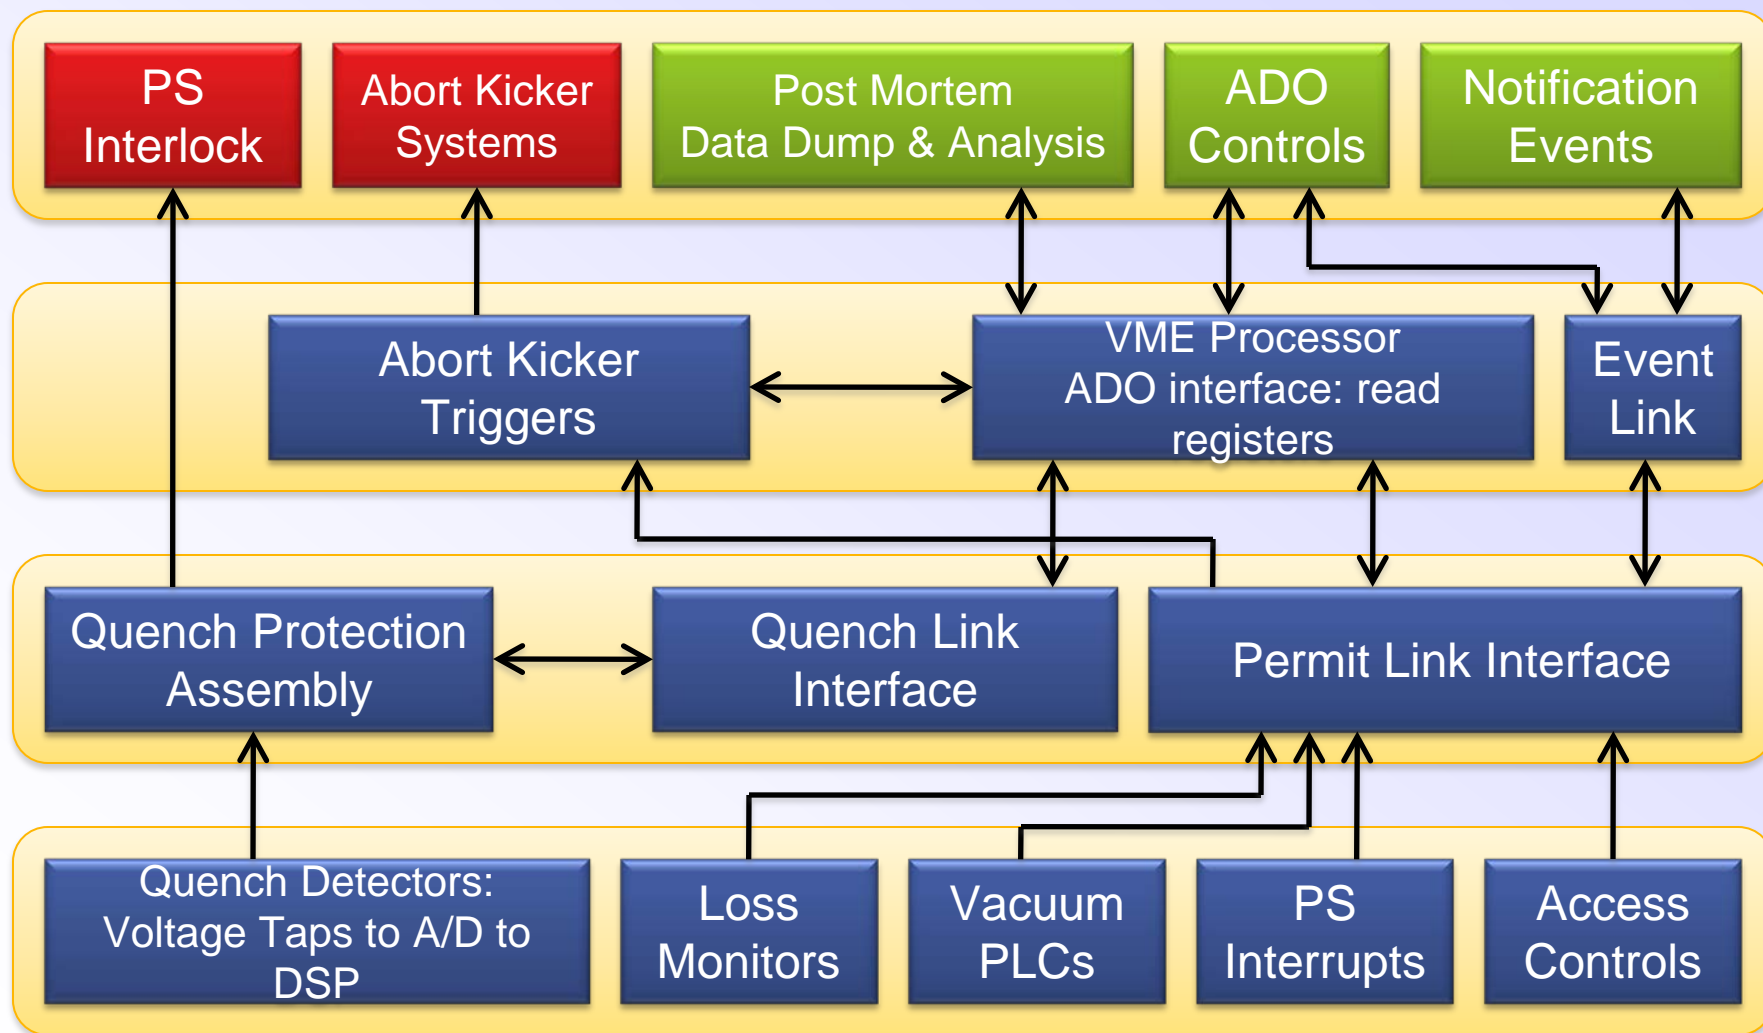 PS
Interlock
Abort Kicker
Systems
Post Mortem
Data Dump & Analysis
ADO
Controls
Notification
Events
Abort Kicker
Triggers
VME Processor
ADO interface: read
registers
Event
Link
Quench Protection
Assembly
Quench Link
Interface
Permit Link Interface
Quench Detectors:
Voltage Taps to A/D to
DSP
Loss
Monitors
Vacuum
PLCs
PS
Interrupts
Access
Controls